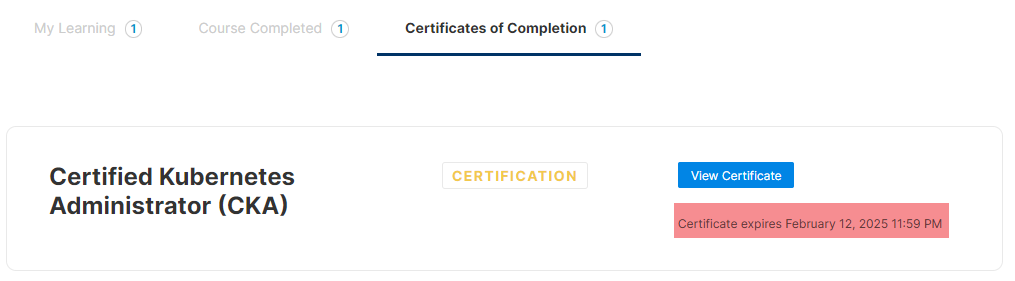 My Learning 1
Course Completed 1
Certificates of Completion 1
Certified Kubernetes
Administrator (CKA)
CERTIFICATION
View Certificate
Certificate expires February 12, 2025 11:59 PM